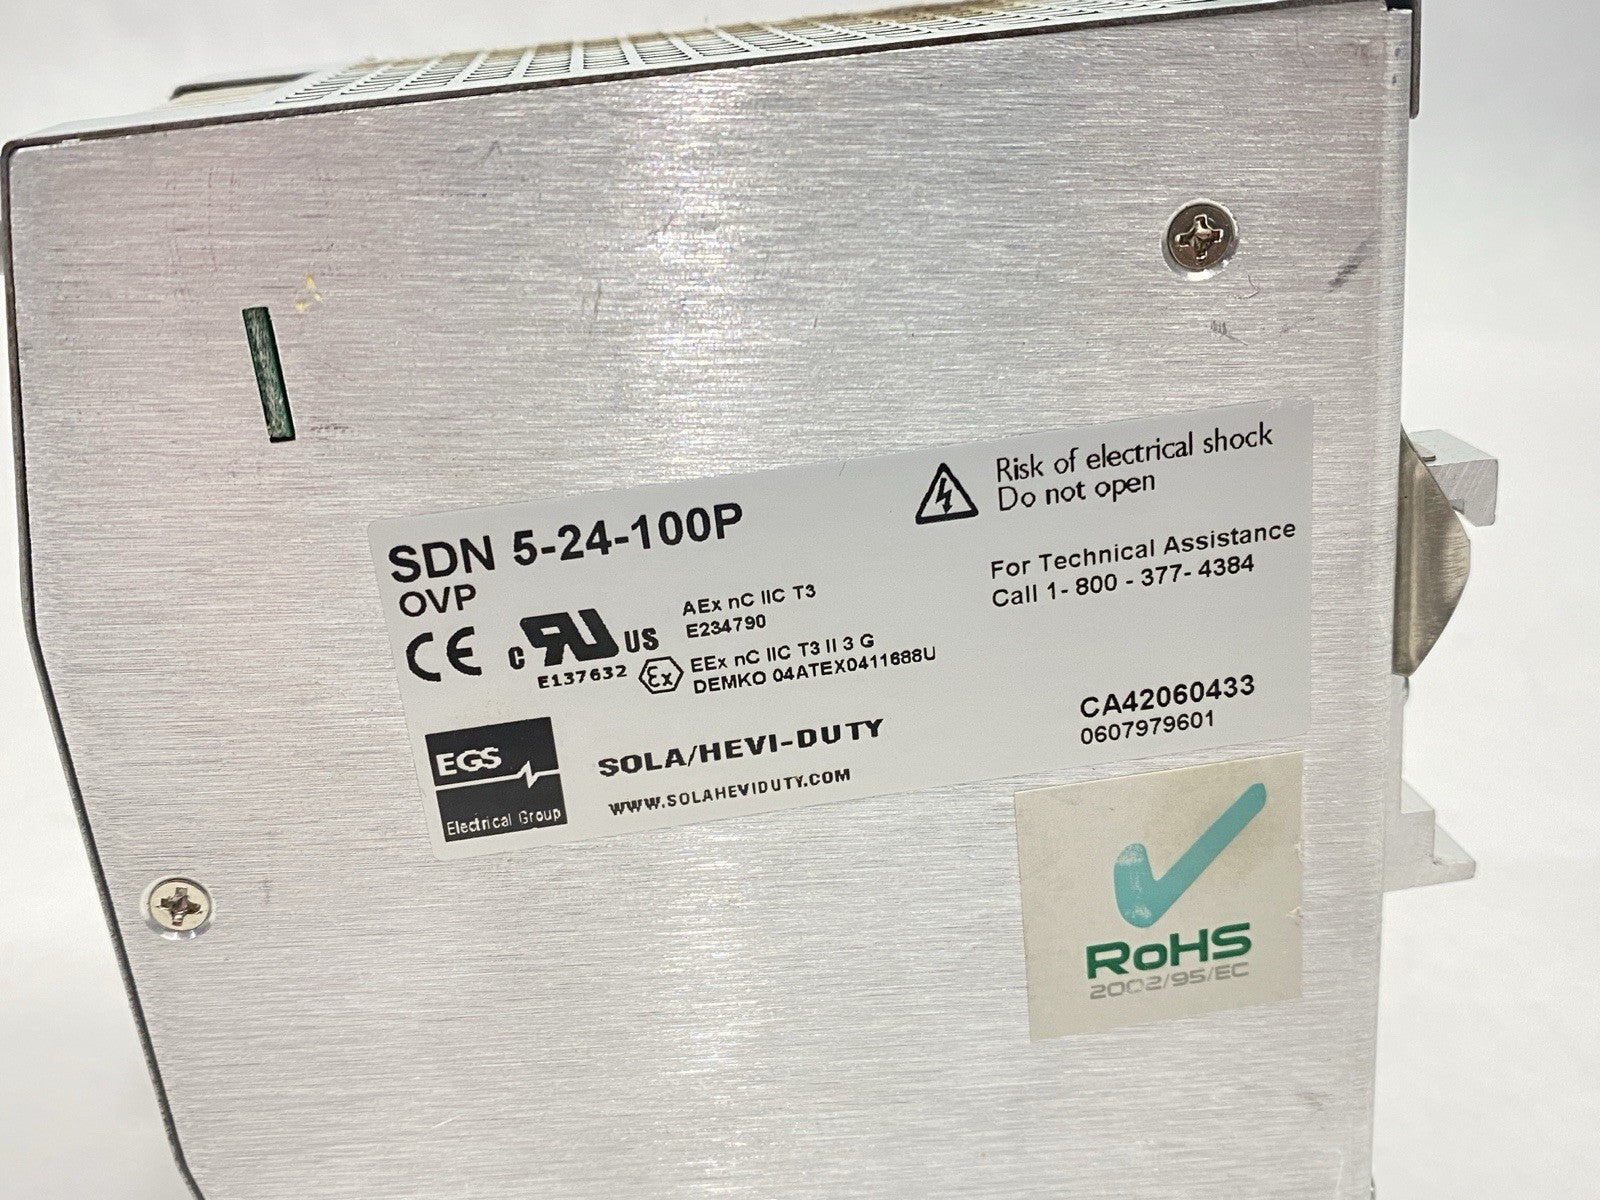 Risk of electrical shock
Do not open
SDN 5-24-100P
OVP
For Technical Assistance
Call 1- 800 - 377- 4384
CE
C RU US
E137632
AEx nC IIC T3
E234790
Ex
EEx nC IIC T3 II 3 G
DEMKO 04ATEX0411688U
CA42060433
0607979601
EGS
Electrical Group
SOLA/HEVI-DUTY
WWW.SOLAHEVIDUTY.COM
RoHS
2002/95/EC